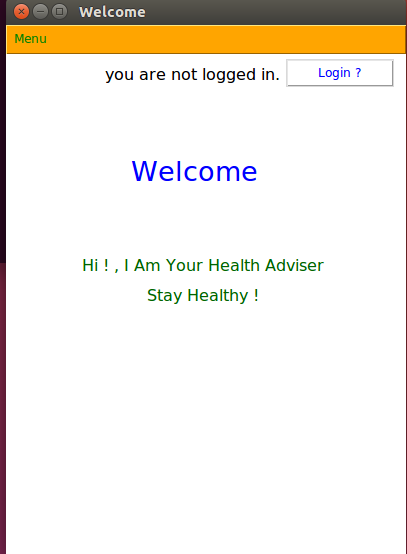 Welcome
Menu
you are not logged in. Login ?
Welcome
Hi ! , I Am Your Health Adviser
Stay Healthy !